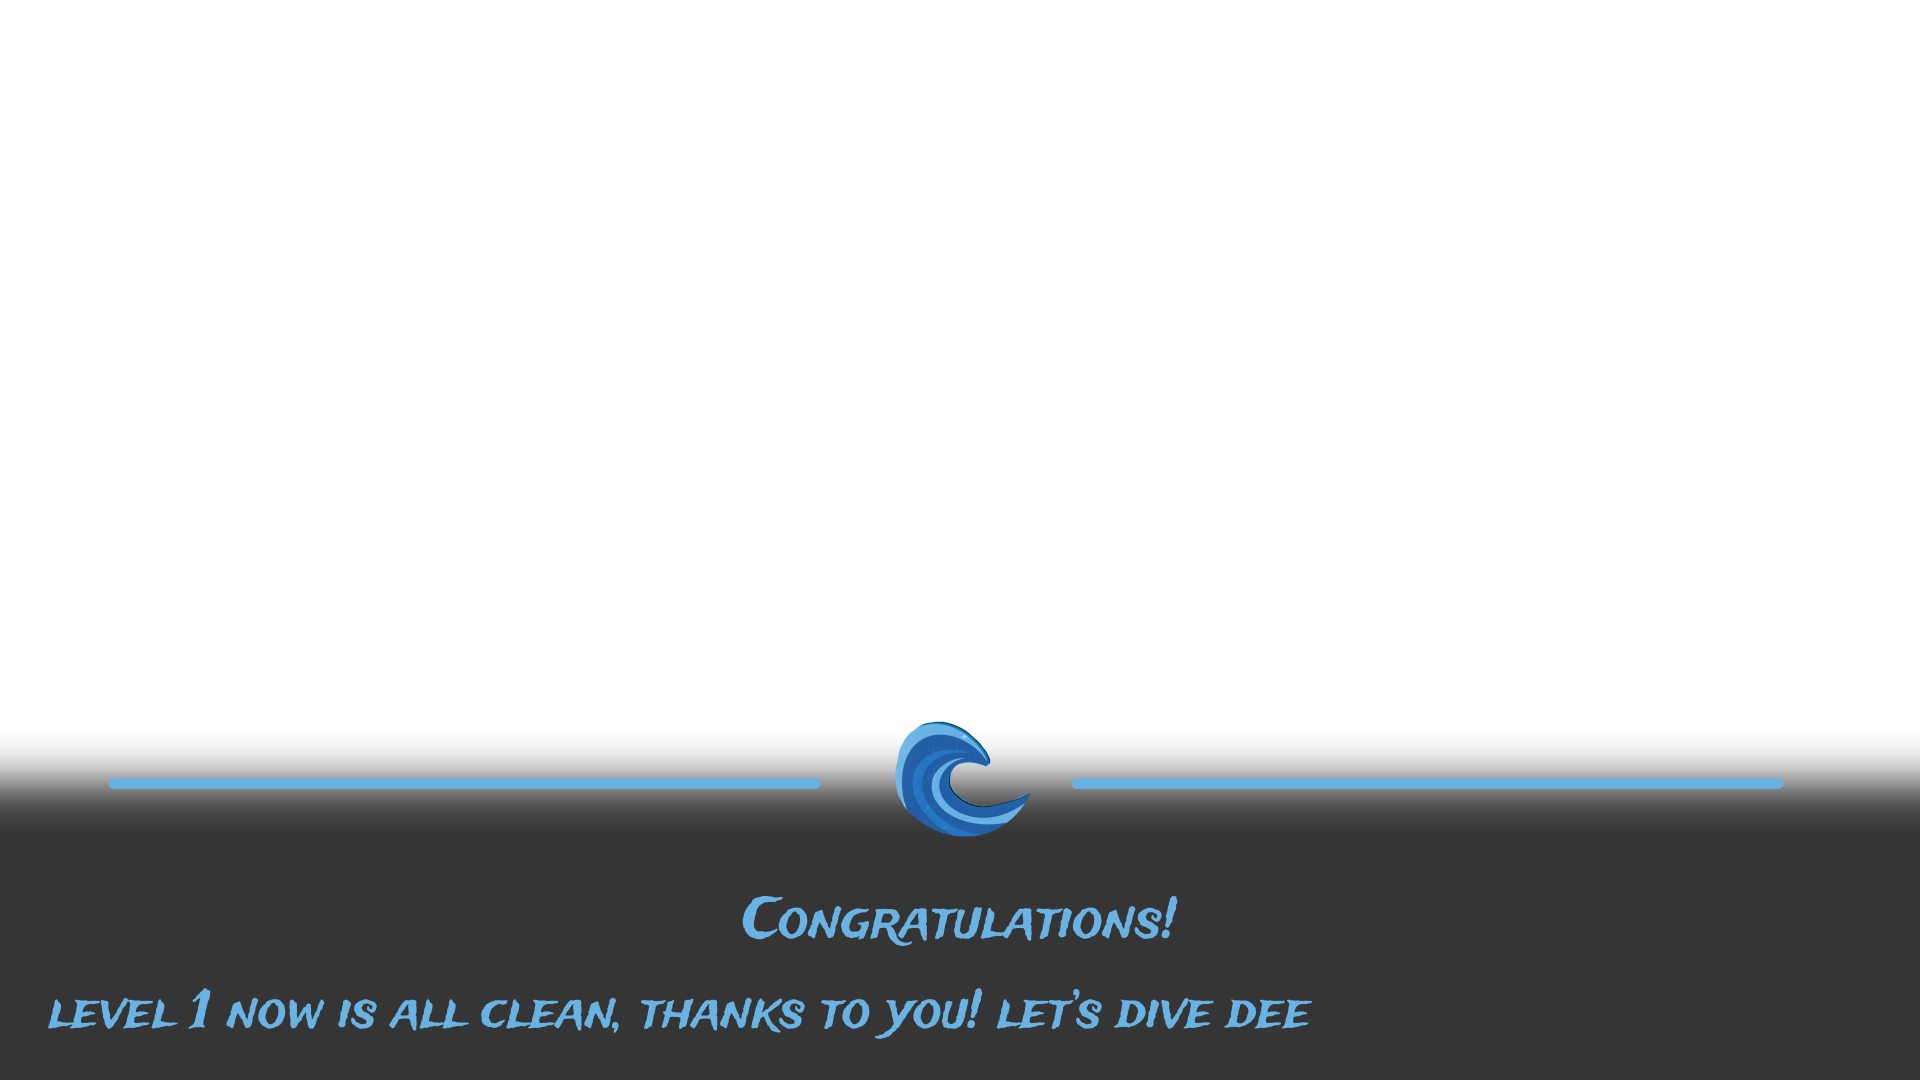 Congratulations!
level 1 now is all clean, thanks to you! let's dive dee